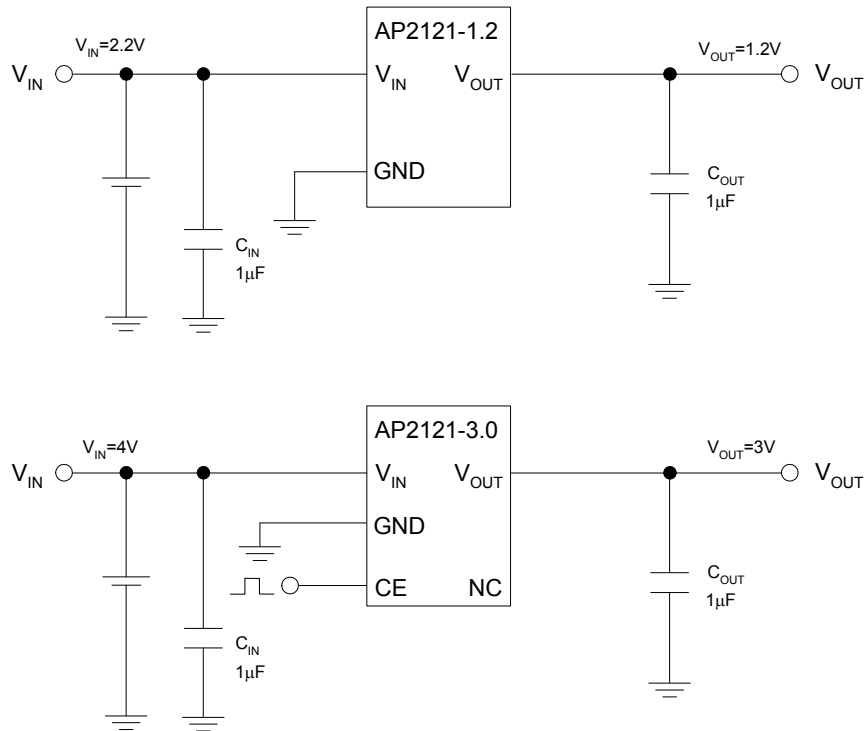 AP2121-1.2
V_IN=2.2V
V_OUT=1.2V
V_IN
V_IN
V_OUT
V_OUT
GND
C_OUT
1μF
C_IN
1μF
AP2121-3.0
V_IN=4V
V_OUT=3V
V_IN
V_IN
V_OUT
V_OUT
GND
CE
NC
C_OUT
1μF
C_IN
1μF